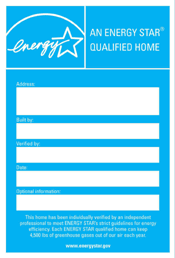 energy
AN ENERGY STAR®
QUALIFIED HOME
Address:
Built by:
Verified by:
Date:
Optional information:
This home has been individually verified by an independent
professional to meet ENERGY STAR's strict guidelines for energy
efficiency. Each ENERGY STAR qualified home can keep
4,500 lbs of greenhouse gases out of our air each year.
www.energystar.gov